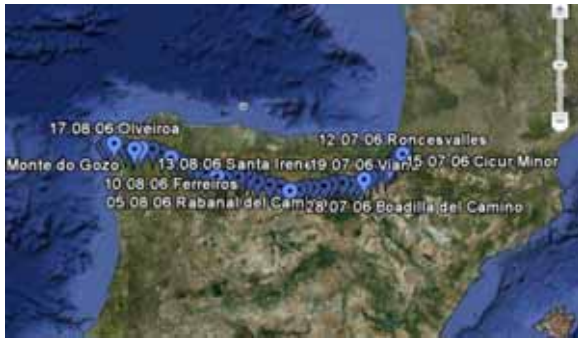 17.08.06 Olveiroa
12.07.06 Roncesvalles
Monte do Gozo
13.08.06 Santa Irene
19.07.06 Viana
15.07.06 Cicur Minor
10.08.06 Ferreiros
05.08.06 Rabanal del Cam
28.07.06 Boadilla del Camino